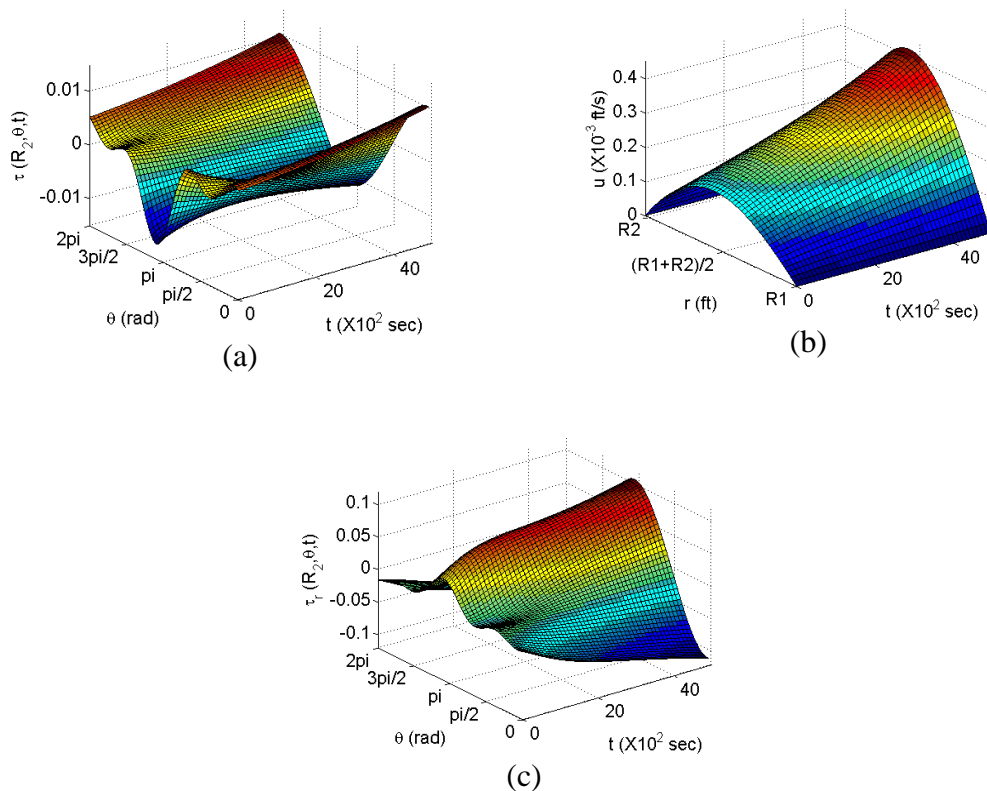 τ (R₂,θ,t)
0.01
0
-0.01
2pi
3pi/2
pi
pi/2
0
θ (rad)
0
20
40
t (X10² sec)
(a)
u (X10⁻³ ft/s)
0.4
0.3
0.2
0.1
0
R2
(R1+R2)/2
R1
r (ft)
0
20
40
t (X10² sec)
(b)
τᵣ (R₂,θ,t)
0.1
0.05
0
-0.05
-0.1
2pi
3pi/2
pi
pi/2
0
θ (rad)
0
20
40
t (X10² sec)
(c)